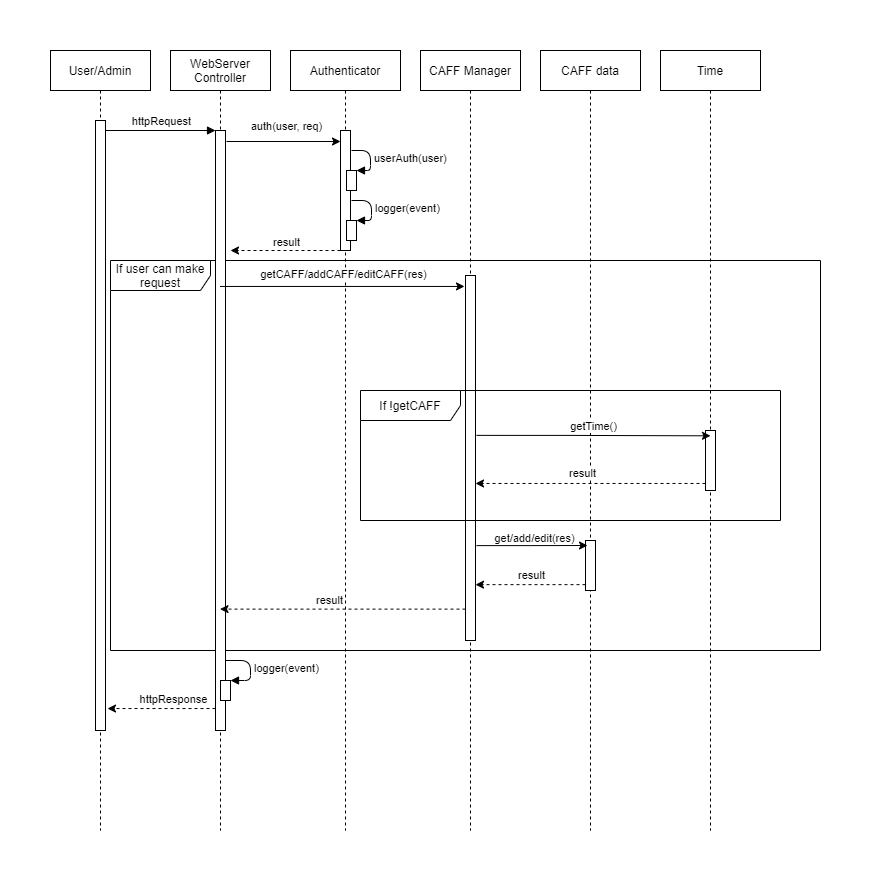 User/Admin
WebServer
Controller
Authenticator
CAFF Manager
CAFF data
Time
httpRequest
auth(user, req)
userAuth(user)
logger(event)
result
If user can make
request
getCAFF/addCAFF/editCAFF(res)
If !getCAFF
getTime()
result
get/add/edit(res)
result
result
logger(event)
httpResponse